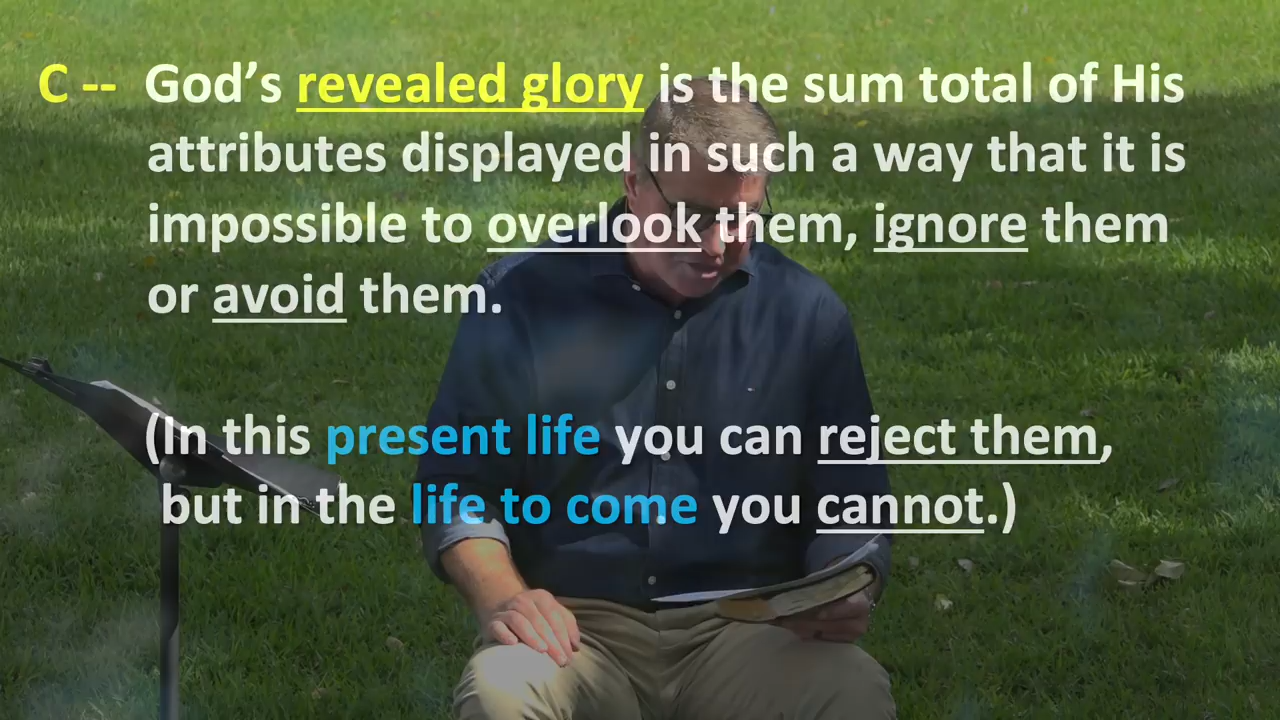 C -- God’s revealed glory is the sum total of His
attributes displayed in such a way that it is
impossible to overlook them, ignore them
or avoid them.
(In this present life you can reject them,
but in the life to come you cannot.)